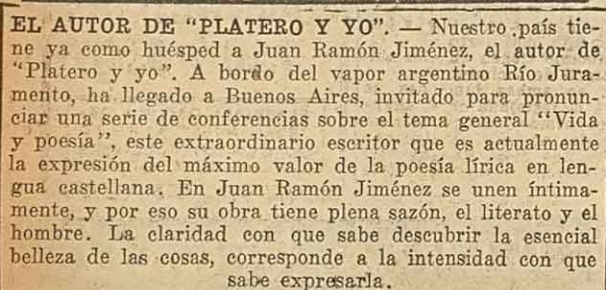 EL AUTOR DE "PLATERO Y YO". — Nuestro país tie-
ne ya como huésped a Juan Ramón Jiménez, el autor de
"Platero y yo". A bordo del vapor argentino Río Jura-
mento, ha llegado a Buenos Aires, invitado para pronun-
ciar una serie de conferencias sobre el tema general "Vida
y poesía", este extraordinario escritor que es actualmente
la expresión del máximo valor de la poesía lírica en len-
gua castellana. En Juan Ramón Jiménez se unen íntima-
mente, y por eso su obra tiene plena sazón, el literato y el
hombre. La claridad con que sabe descubrir la esencial
belleza de las cosas, corresponde a la intensidad con que
sabe expresarla.